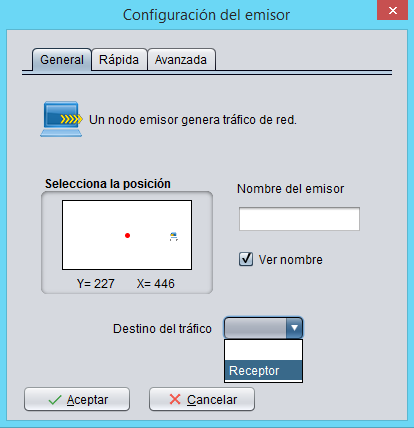 Configuración del emisor
General Rápida Avanzada
Un nodo emisor genera tráfico de red.
Selecciona la posición
Nombre del emisor
Ver nombre
Y= 227 X= 446
Destino del tráfico
Receptor
Aceptar Cancelar